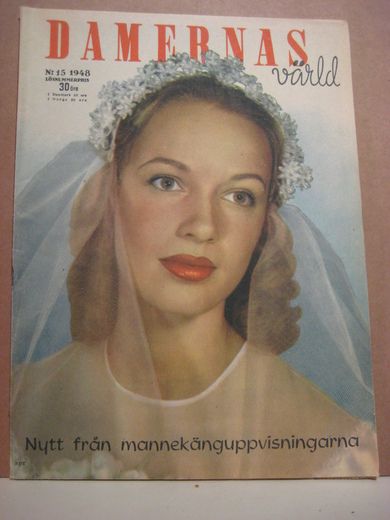 DAMERNAS
värld
Nr 15 1948
LÖSNUMMERPRIS
30 öre
Nytt från mannekänguppvisningarna